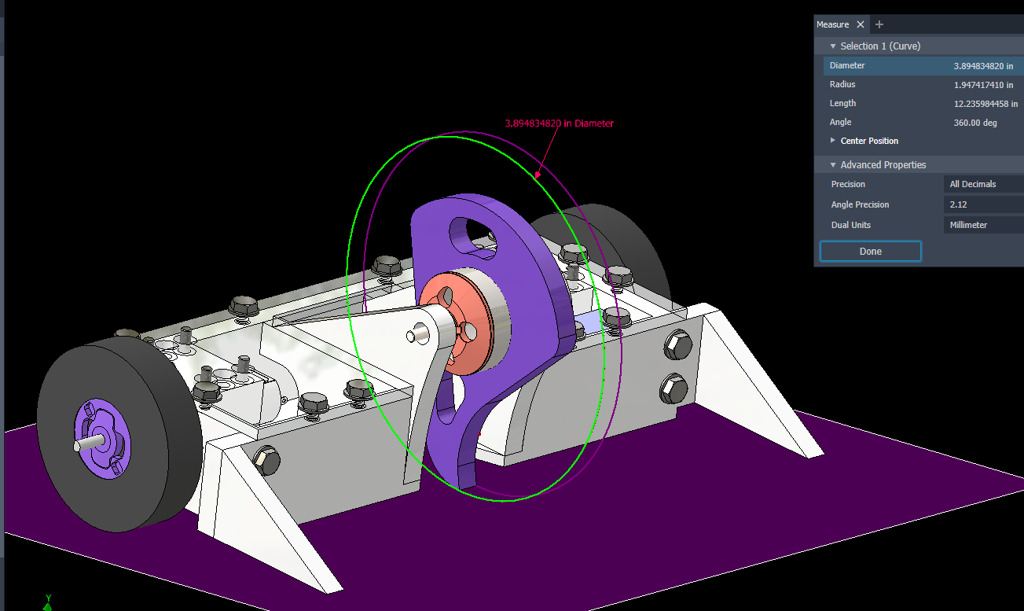 3.894834820 in Diameter
Measure
Selection 1 (Curve)
Diameter 3.894834820 in
Radius 1.947417410 in
Length 12.235984458 in
Angle 360.00 deg
Center Position
Advanced Properties
Precision All Decimals
Angle Precision 2.12
Dual Units Millimeter
Done
Y